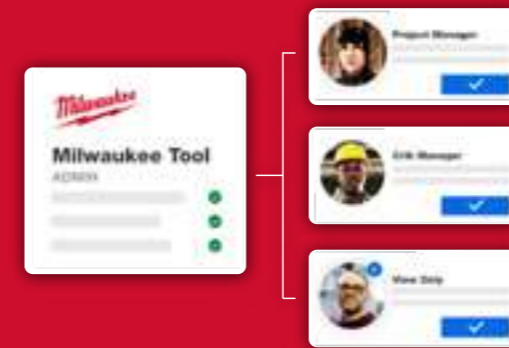 Milwaukee
Milwaukee Tool
ADMIN
Project Manager
Crib Manager
View Only